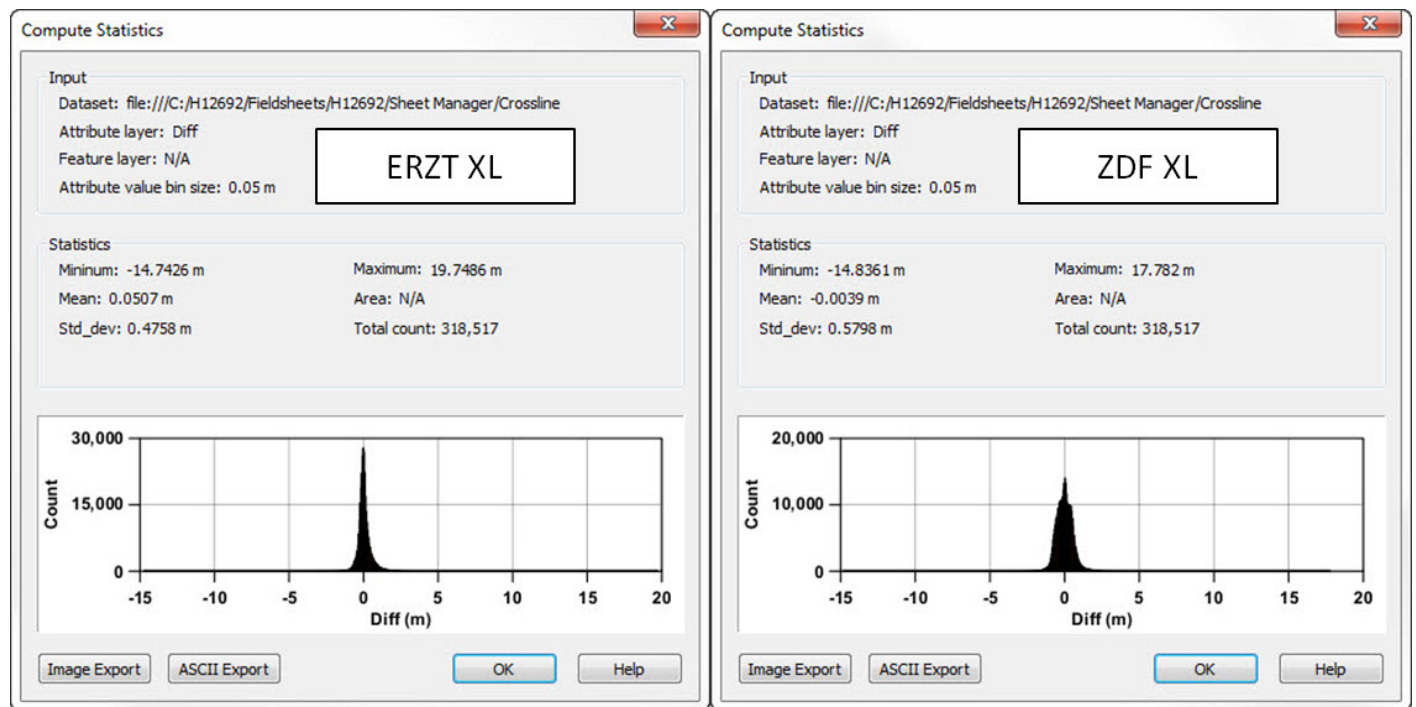 Compute Statistics
Input
Dataset: file:///C:/H12692/Fieldsheets/H12692/Sheet Manager/Crossline
Attribute layer: Diff
Feature layer: N/A
Attribute value bin size: 0.05 m
ERZT XL
Statistics
Mininum: -14.7426 m Maximum: 19.7486 m
Mean: 0.0507 m Area: N/A
Std_dev: 0.4758 m Total count: 318,517
30,000
15,000
0
Count
-15 -10 -5 0 5 10 15 20
Diff (m)
Image Export ASCII Export OK Help
Compute Statistics
Input
Dataset: file:///C:/H12692/Fieldsheets/H12692/Sheet Manager/Crossline
Attribute layer: Diff
Feature layer: N/A
Attribute value bin size: 0.05 m
ZDF XL
Statistics
Mininum: -14.8361 m Maximum: 17.782 m
Mean: -0.0039 m Area: N/A
Std_dev: 0.5798 m Total count: 318,517
20,000
10,000
0
Count
-15 -10 -5 0 5 10 15 20
Diff (m)
Image Export ASCII Export OK Help